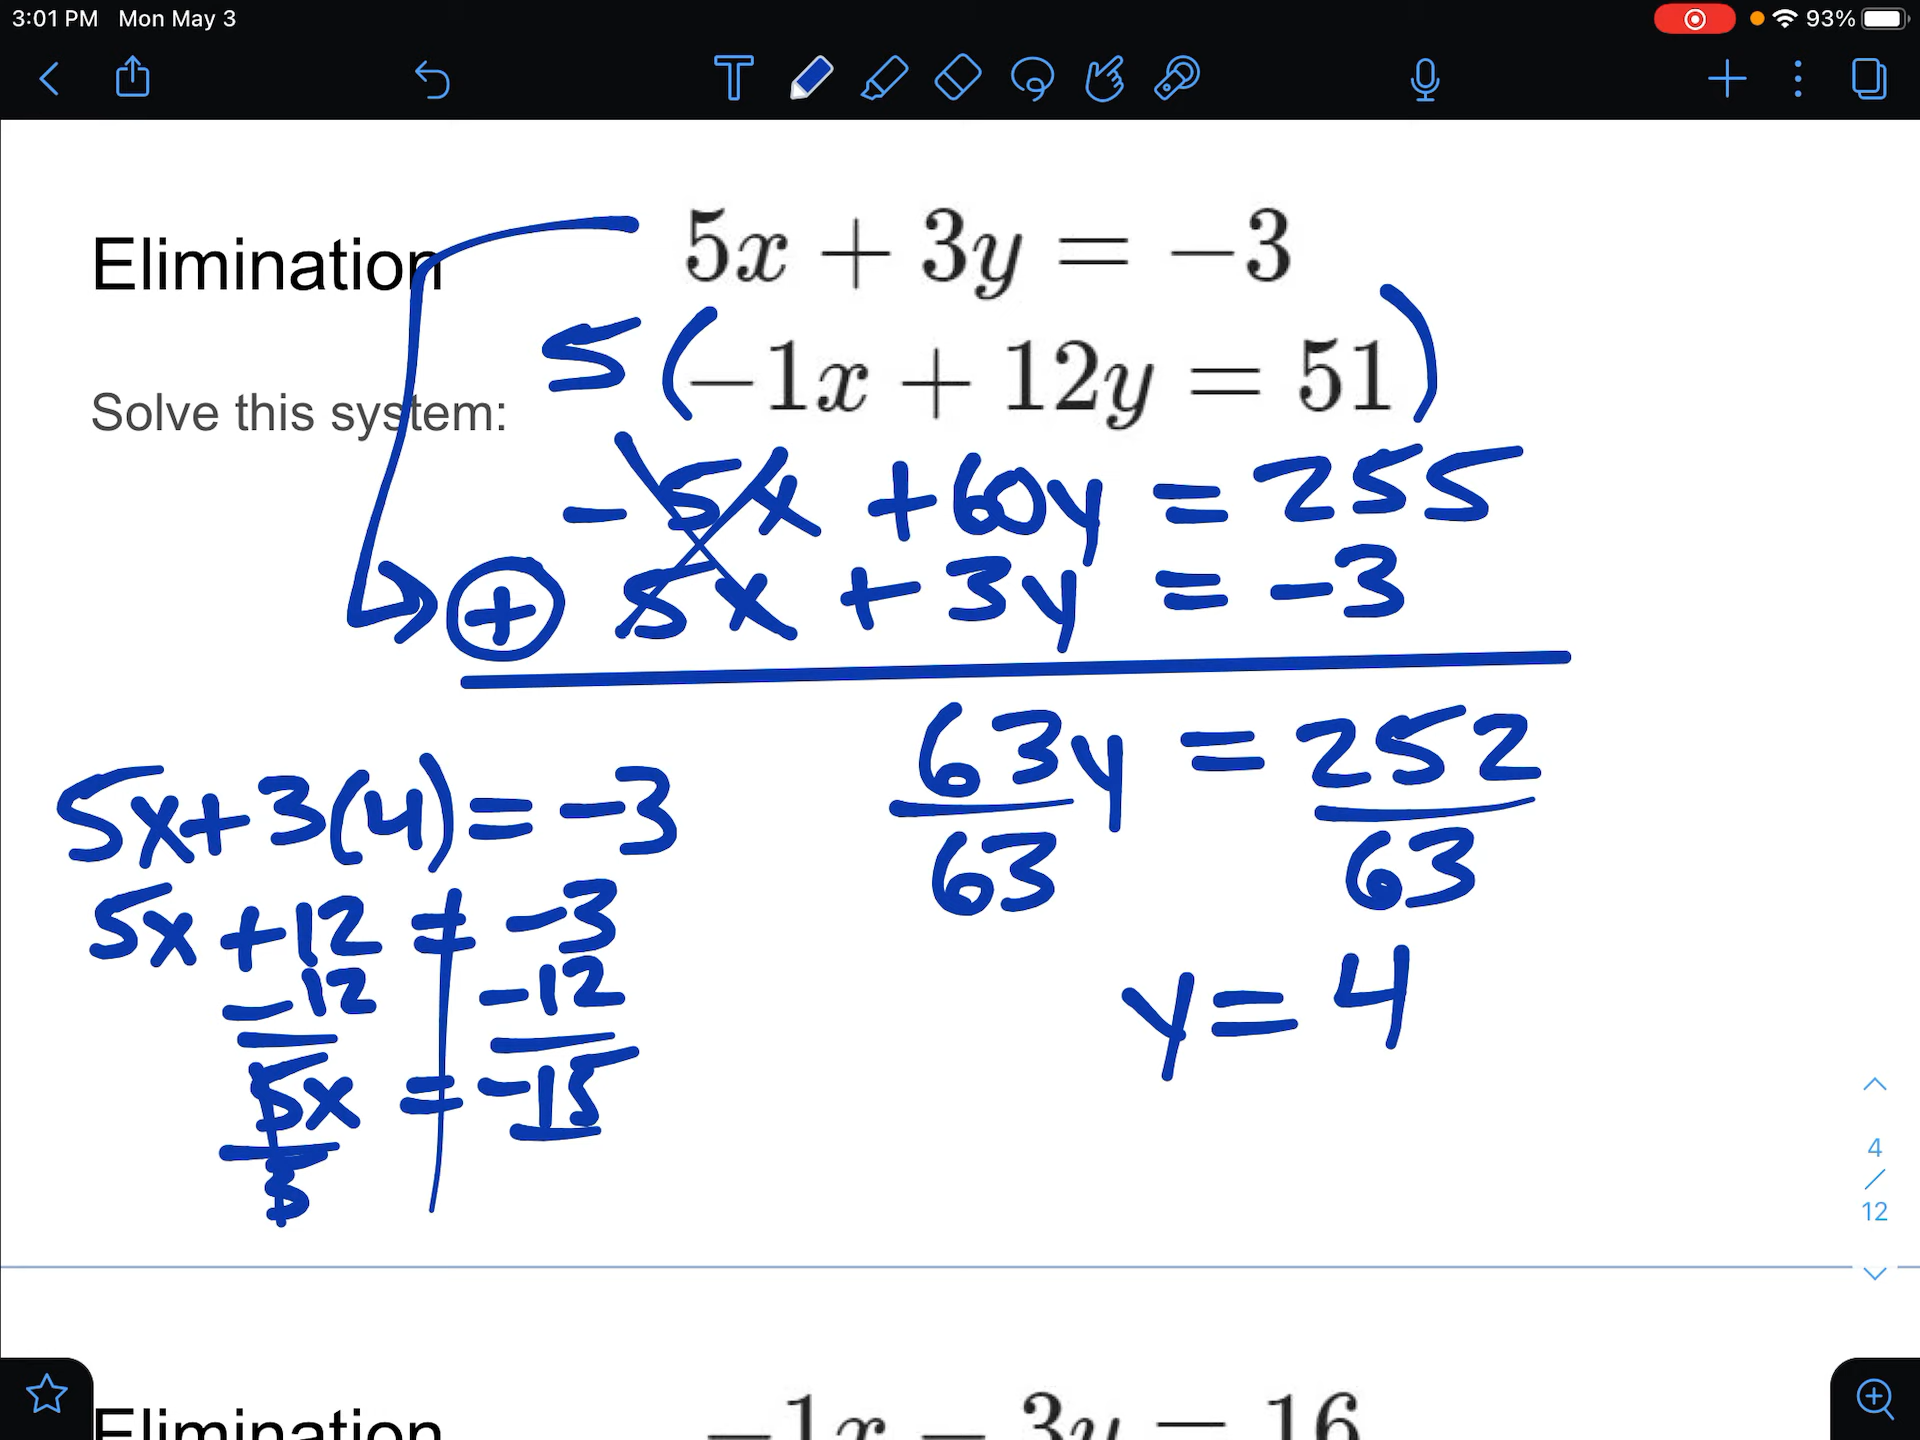 3:01 PM Mon May 3
93%
Elimination
5x + 3y = −3
5(−1x + 12y = 51)
Solve this system:
-5x +60y = 255
+ 5x + 3y = -3
63y = 252
63 63
y = 4
5x+3(4) = -3
5x +12 = -3
-12 -12
5x = -15
5
4
/
12
Elimination
−1x − 3y = 16